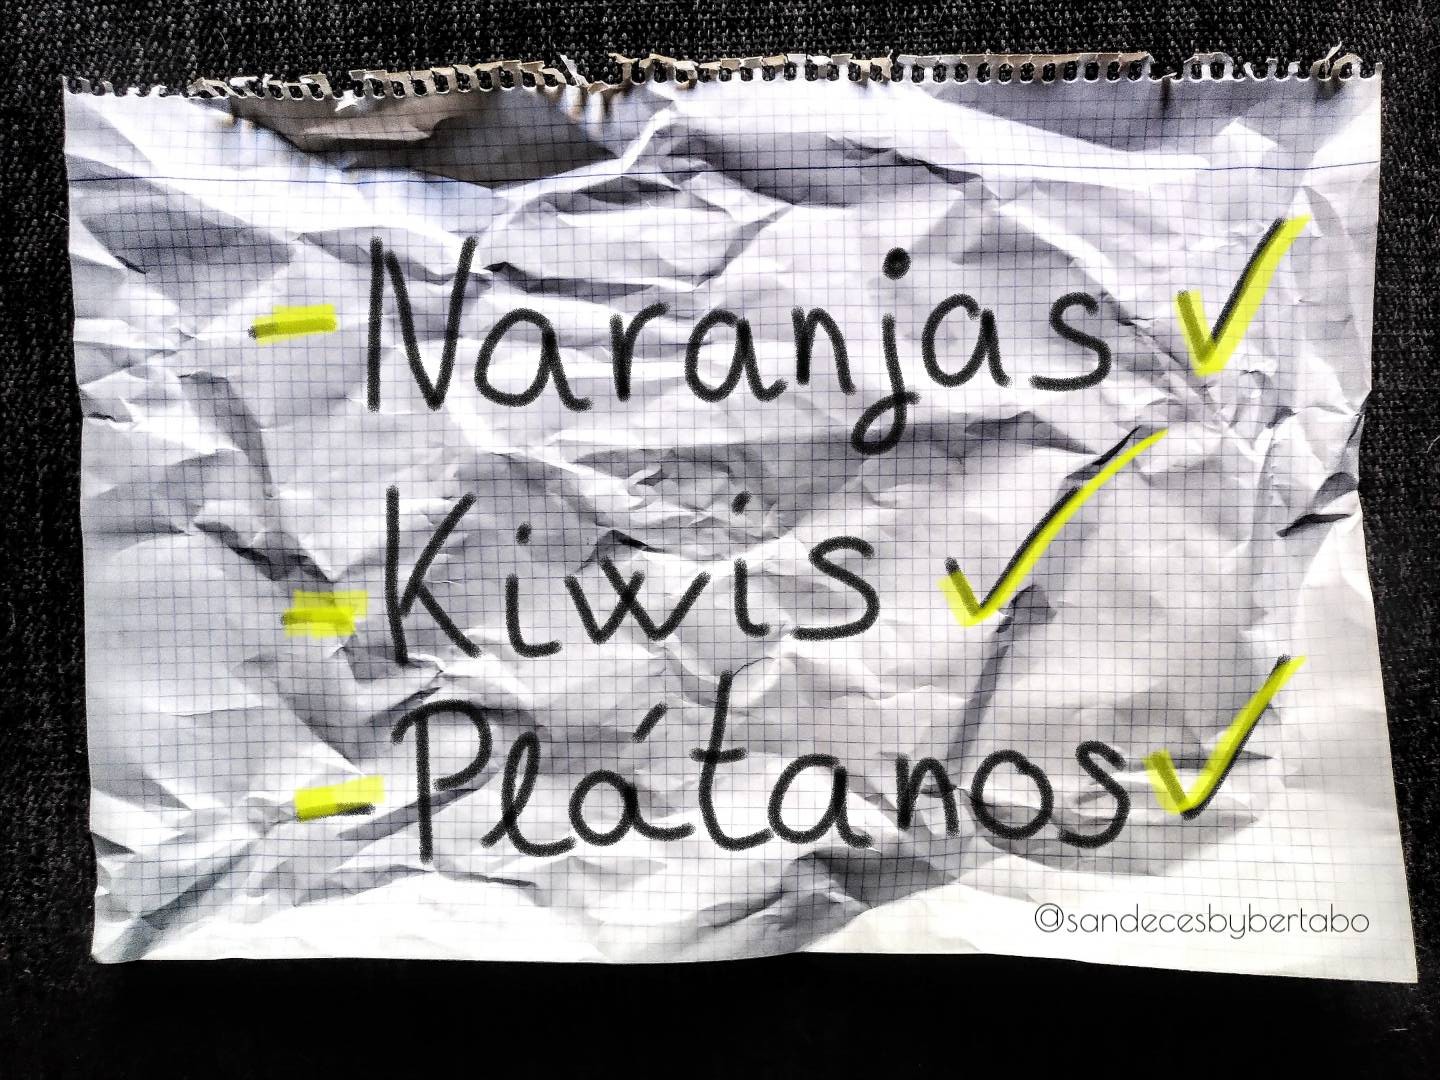 - Naranjas ✓
- Kiwis ✓
- Plátanos ✓
@sandecesbybertabo